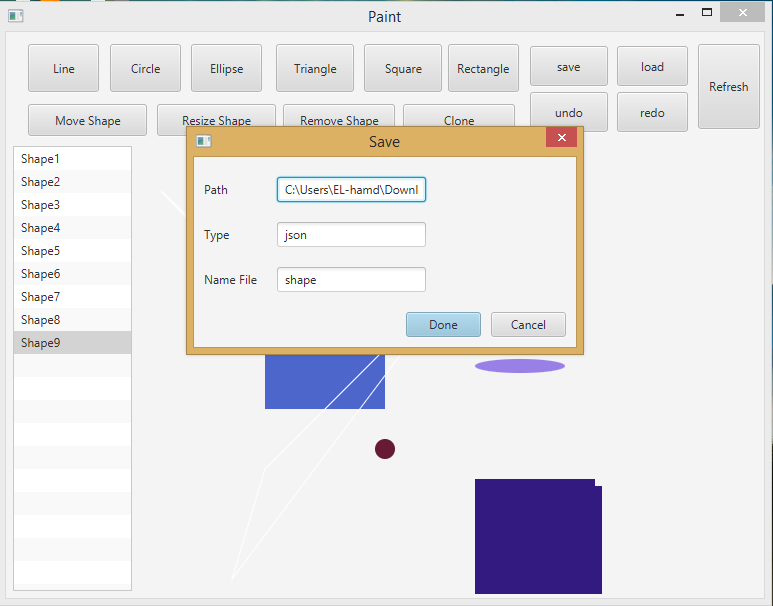 Paint
Line Circle Ellipse Triangle Square Rectangle save load Refresh
Move Shape Resize Shape Remove Shape Clone undo redo
Save
Path C:\Users\EL-hamd\Downl
Type json
Name File shape
Done Cancel
Shape1
Shape2
Shape3
Shape4
Shape5
Shape6
Shape7
Shape8
Shape9